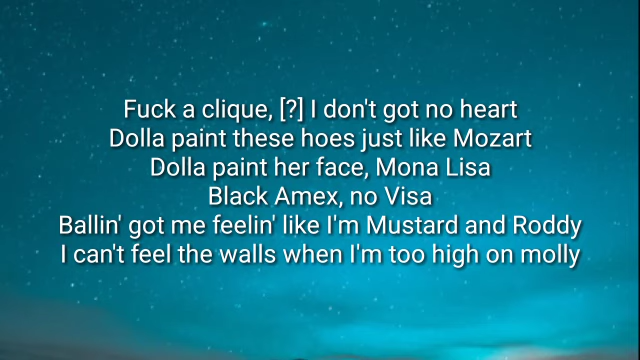 Fuck a clique, [?] I don't got no heart
Dolla paint these hoes just like Mozart
Dolla paint her face, Mona Lisa
Black Amex, no Visa
Ballin' got me feelin' like I'm Mustard and Roddy
I can't feel the walls when I'm too high on molly